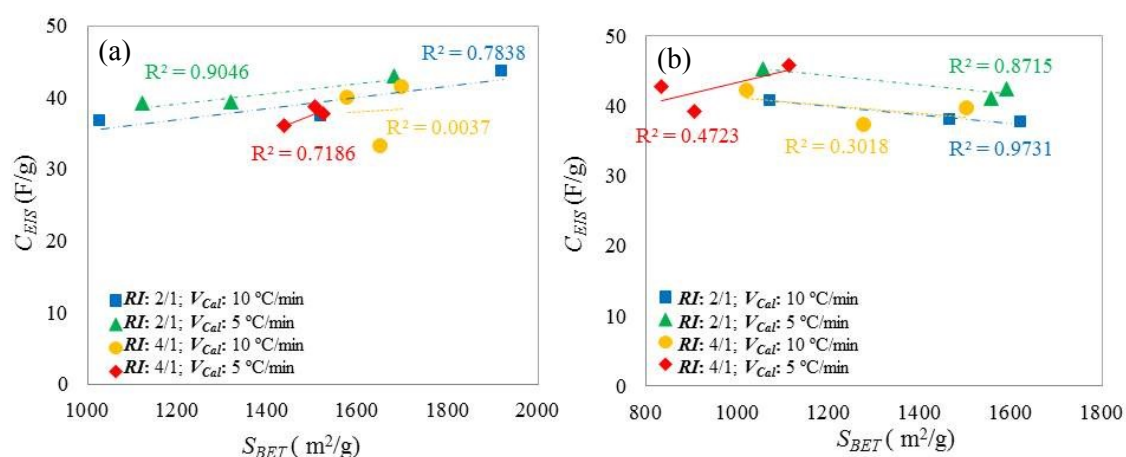 (a)
50
40
30
20
10
0
C_EIS (F/g)
R² = 0.9046
R² = 0.7838
R² = 0.0037
R² = 0.7186
RI: 2/1; V_Cal: 10 °C/min
RI: 2/1; V_Cal: 5 °C/min
RI: 4/1; V_Cal: 10 °C/min
RI: 4/1; V_Cal: 5 °C/min
1000 1200 1400 1600 1800 2000
S_BET ( m²/g)
(b)
50
40
30
20
10
0
C_EIS (F/g)
R² = 0.8715
R² = 0.4723
R² = 0.3018
R² = 0.9731
RI: 2/1; V_Cal: 10 °C/min
RI: 2/1; V_Cal: 5 °C/min
RI: 4/1; V_Cal: 10 °C/min
RI: 4/1; V_Cal: 5 °C/min
800 1000 1200 1400 1600 1800
S_BET ( m²/g)